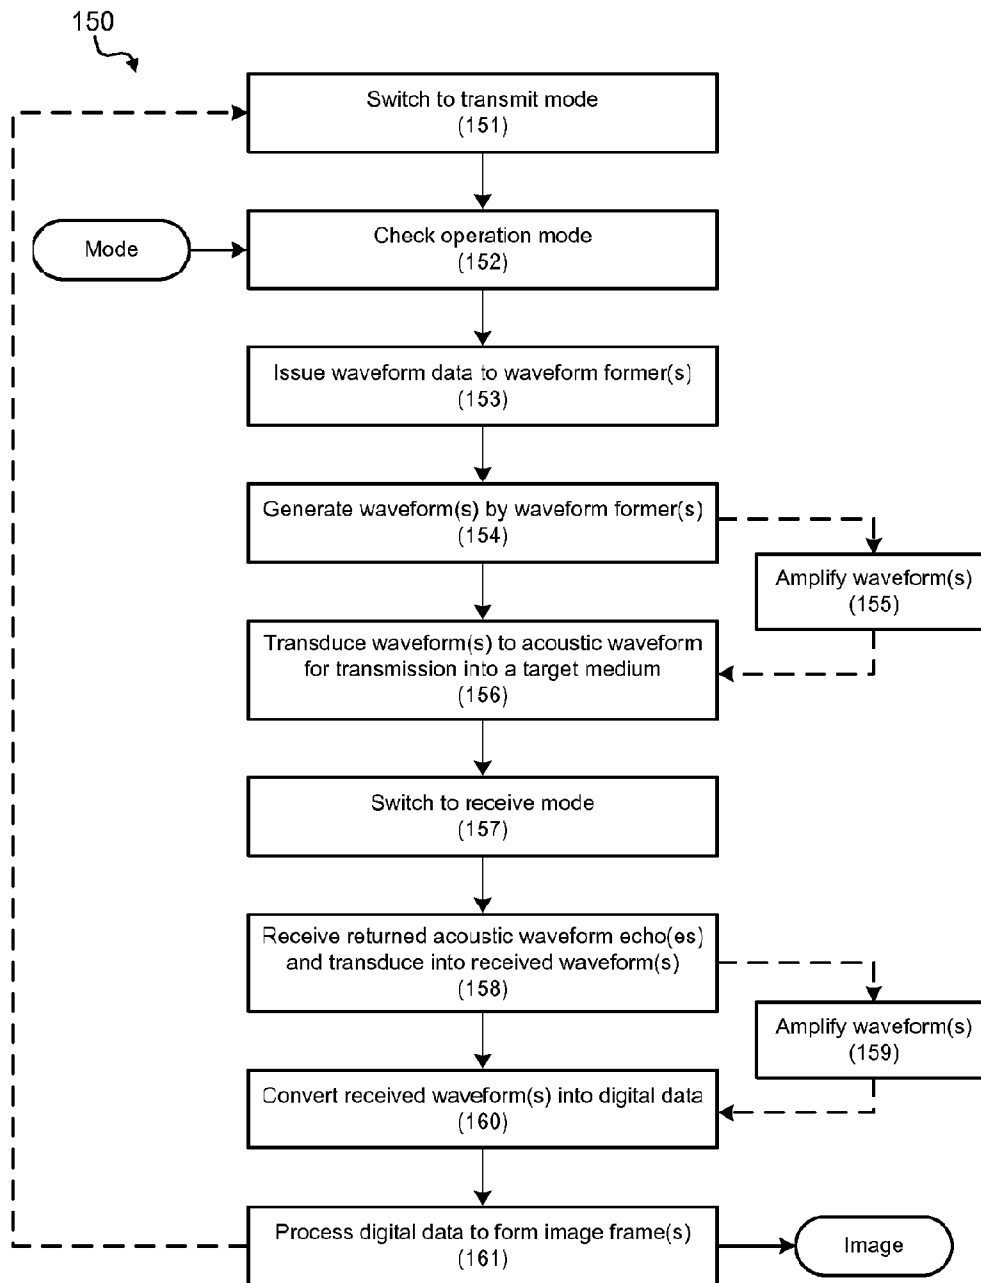 150
Switch to transmit mode
(151)
Mode
Check operation mode
(152)
Issue waveform data to waveform former(s)
(153)
Generate waveform(s) by waveform former(s)
(154)
Amplify waveform(s)
(155)
Transduce waveform(s) to acoustic waveform
for transmission into a target medium
(156)
Switch to receive mode
(157)
Receive returned acoustic waveform echo(es)
and transduce into received waveform(s)
(158)
Amplify waveform(s)
(159)
Convert received waveform(s) into digital data
(160)
Process digital data to form image frame(s)
(161)
Image